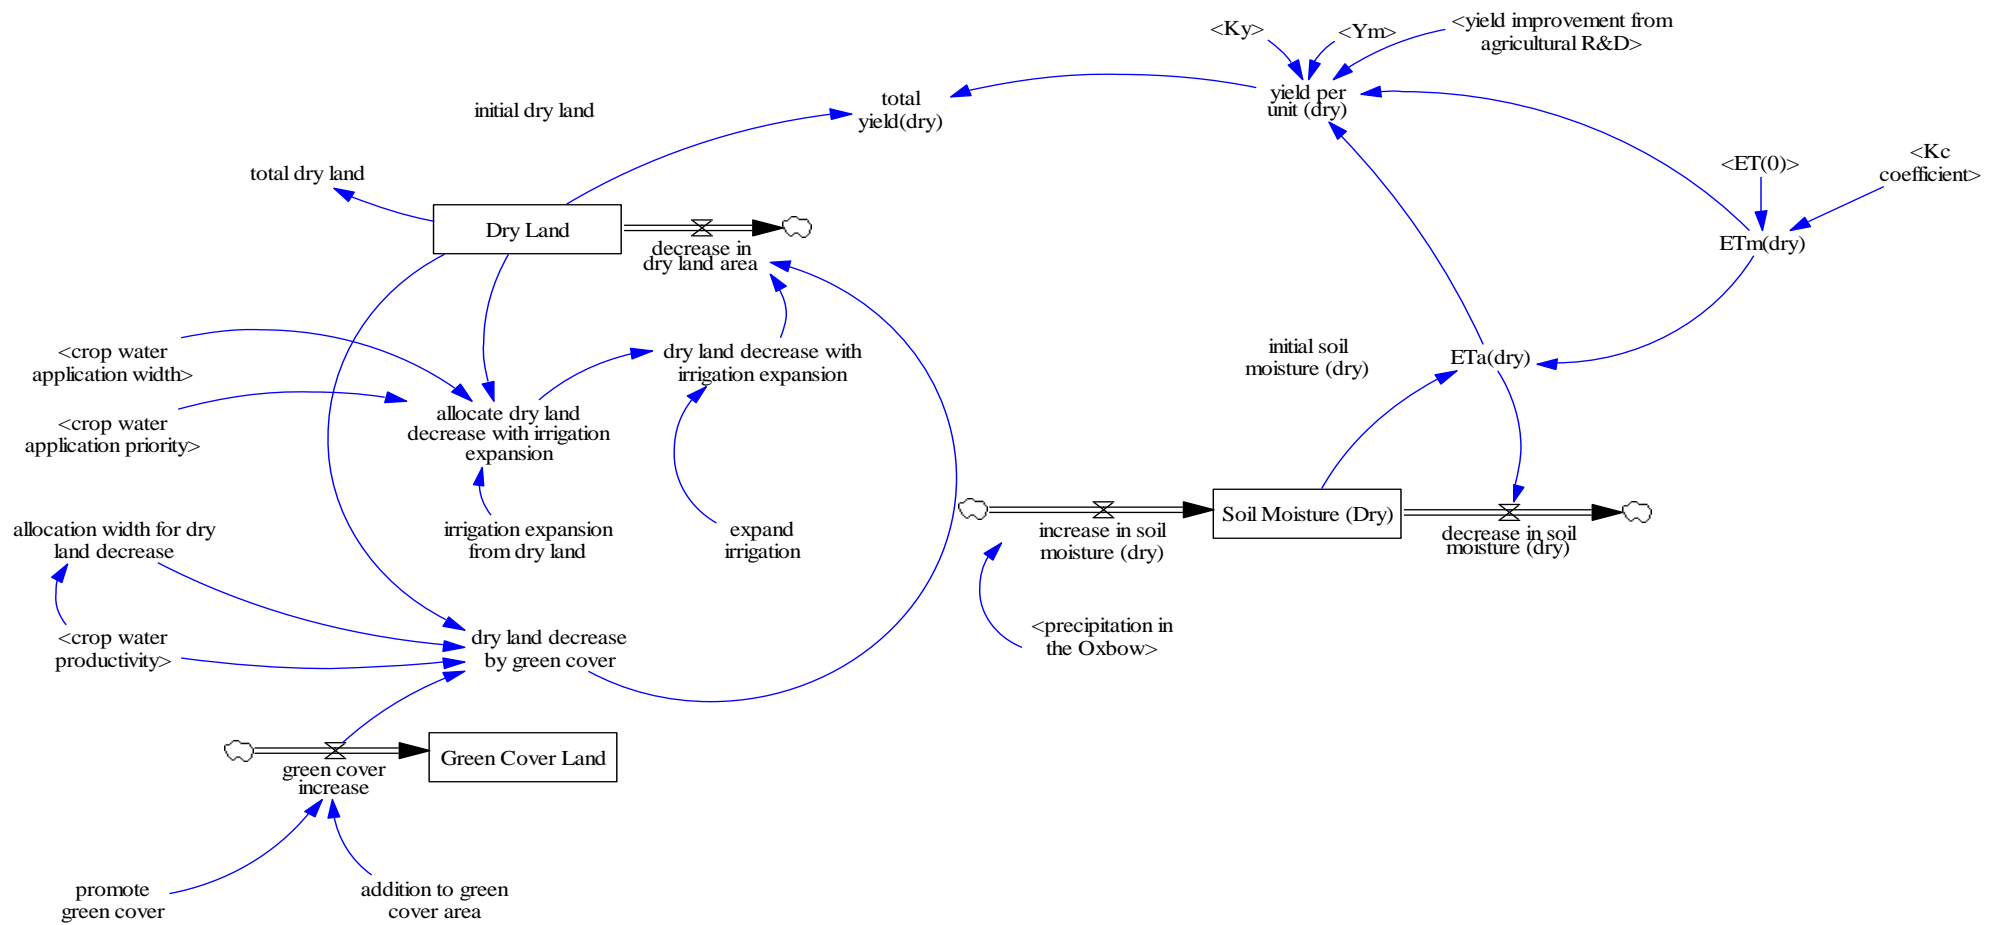 <Ky>
<Ym>
<yield improvement from
agricultural R&D>
initial dry land
total
yield(dry)
yield per
unit (dry)
total dry land
<ET(0)>
<Kc
coefficient>
Dry Land
decrease in
dry land area
ETm(dry)
<crop water
application width>
dry land decrease with
irrigation expansion
initial soil
moisture (dry)
ETa(dry)
<crop water
application priority>
allocate dry land
decrease with irrigation
expansion
allocation width for dry
land decrease
irrigation expansion
from dry land
expand
irrigation
increase in soil
moisture (dry)
Soil Moisture (Dry)
decrease in soil
moisture (dry)
<crop water
productivity>
dry land decrease
by green cover
<precipitation in
the Oxbow>
green cover
increase
Green Cover Land
promote
green cover
addition to green
cover area